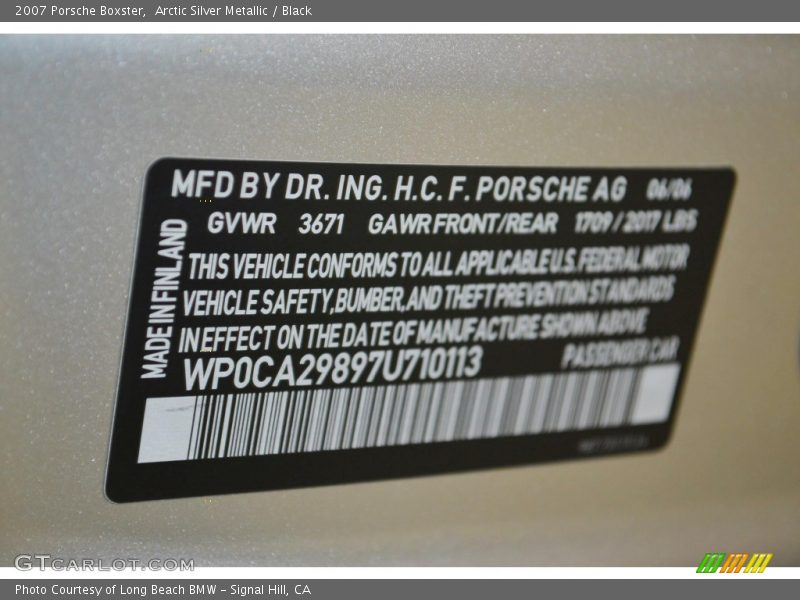 2007 Porsche Boxster, Arctic Silver Metallic / Black
MFD BY DR. ING. H.C. F. PORSCHE AG 06/06
GVWR 3671 GAWR FRONT/REAR 1709 / 2017 LBS
MADE IN FINLAND
THIS VEHICLE CONFORMS TO ALL APPLICABLE U.S. FEDERAL MOTOR
VEHICLE SAFETY, BUMBER, AND THEFT PREVENTION STANDARDS
IN EFFECT ON THE DATE OF MANUFACTURE SHOWN ABOVE
WP0CA29897U710113 PASSENGER CAR
GTCARLOT.COM
Photo Courtesy of Long Beach BMW – Signal Hill, CA